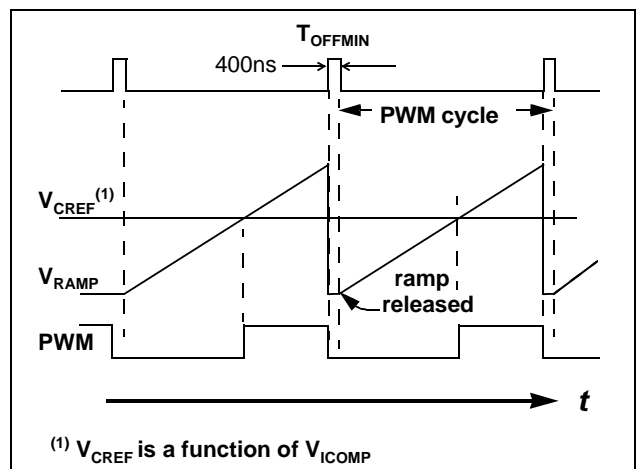 TOFFMIN
400ns
PWM cycle
VCREF(1)
VRAMP
ramp
released
PWM
t
(1) VCREF is a function of VICOMP